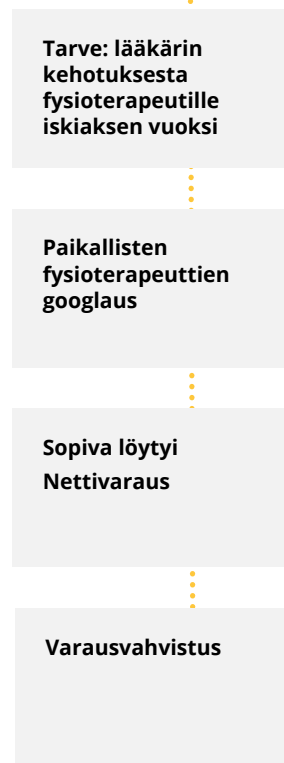 Tarve: lääkärin
kehotuksesta
fysioterapeutille
iskiaksen vuoksi
Paikallisten
fysioterapeuttien
googlaus
Sopiva löytyi
Nettivaraus
Varausvahvistus